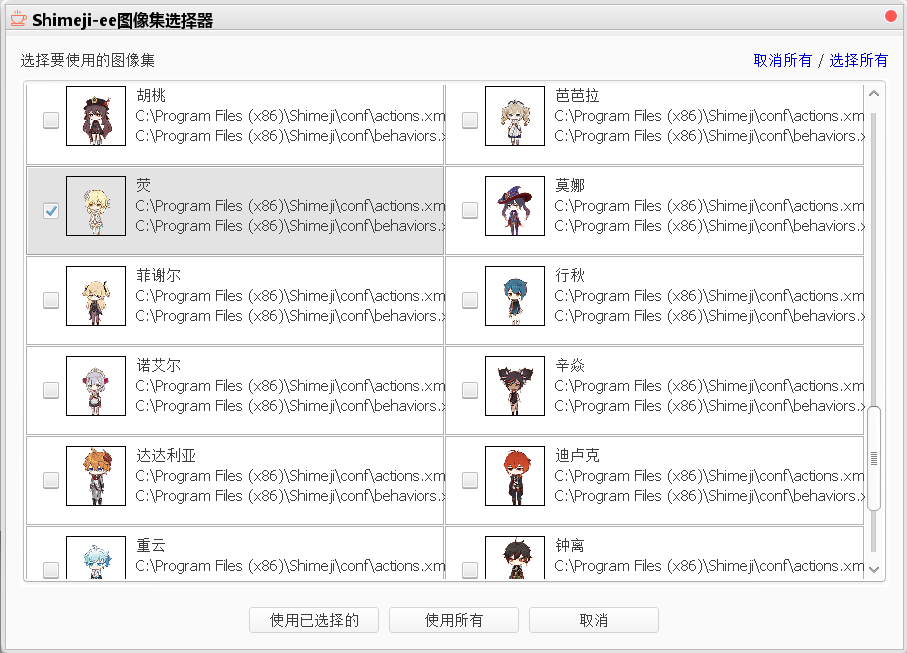 Shimeji-ee图像集选择器
选择要使用的图像集
取消所有 / 选择所有
胡桃
C:\Program Files (x86)\Shimeji\conf\actions.xm
C:\Program Files (x86)\Shimeji\conf\behaviors.x
芭芭拉
C:\Program Files (x86)\Shimeji\conf\actions.xm
C:\Program Files (x86)\Shimeji\conf\behaviors.x
荧
C:\Program Files (x86)\Shimeji\conf\actions.xm
C:\Program Files (x86)\Shimeji\conf\behaviors.x
莫娜
C:\Program Files (x86)\Shimeji\conf\actions.xm
C:\Program Files (x86)\Shimeji\conf\behaviors.x
菲谢尔
C:\Program Files (x86)\Shimeji\conf\actions.xm
C:\Program Files (x86)\Shimeji\conf\behaviors.x
行秋
C:\Program Files (x86)\Shimeji\conf\actions.xm
C:\Program Files (x86)\Shimeji\conf\behaviors.x
诺艾尔
C:\Program Files (x86)\Shimeji\conf\actions.xm
C:\Program Files (x86)\Shimeji\conf\behaviors.x
辛焱
C:\Program Files (x86)\Shimeji\conf\actions.xm
C:\Program Files (x86)\Shimeji\conf\behaviors.x
达达利亚
C:\Program Files (x86)\Shimeji\conf\actions.xm
C:\Program Files (x86)\Shimeji\conf\behaviors.x
迪卢克
C:\Program Files (x86)\Shimeji\conf\actions.xm
C:\Program Files (x86)\Shimeji\conf\behaviors.x
重云
C:\Program Files (x86)\Shimeji\conf\actions.xm
钟离
C:\Program Files (x86)\Shimeji\conf\actions.xm
使用已选择的
使用所有
取消